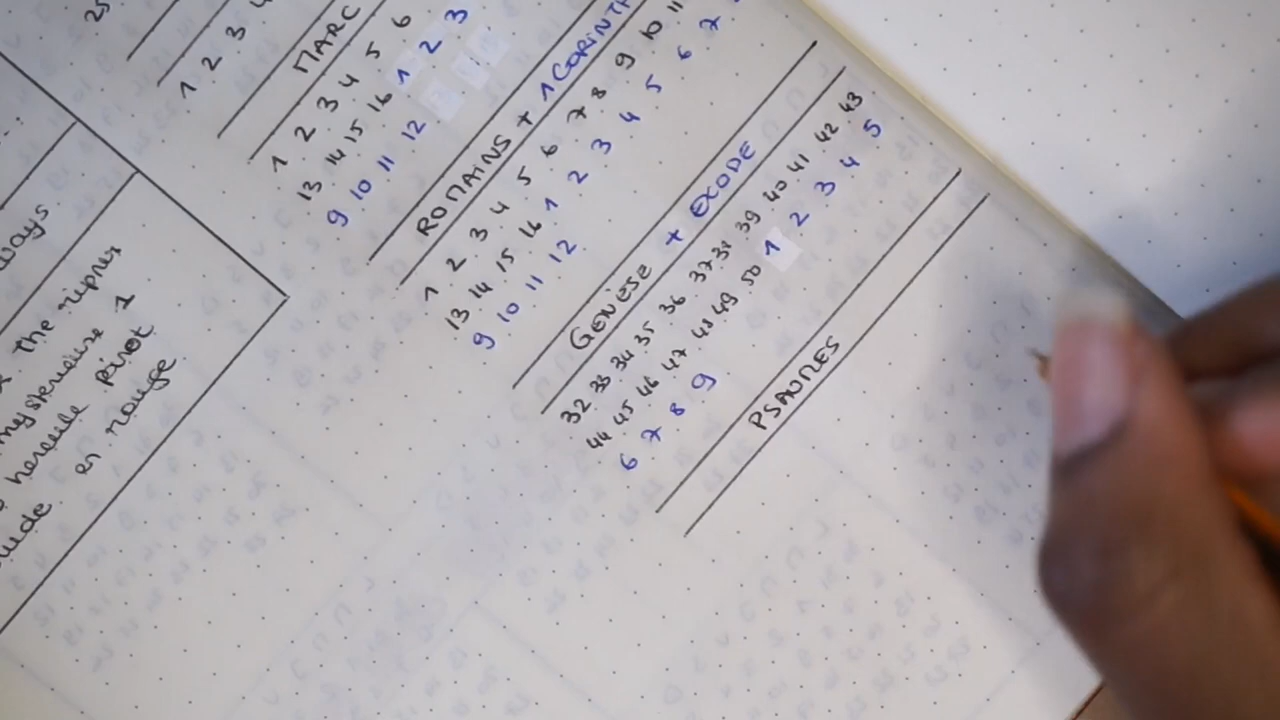 25
1 2 3 4
MARC
1 2 3 4 5 6
13 14 15 16 1 2 3
9 10 11 12
ROMAINS + 1 CORINTH
1 2 3 4 5 6 7 8 9 10 11
13 14 15 16 1 2 3 4 5 6 7
9 10 11 12
GENÈSE + EXODE
32 33 34 35 36 37 38 39 40 41 42 43
44 45 46 47 48 49 50 1 2 3 4 5
6 7 8 9
PSAUMES
ways.
the ripper
mysterieuse 1
hercule pirot
en rouge